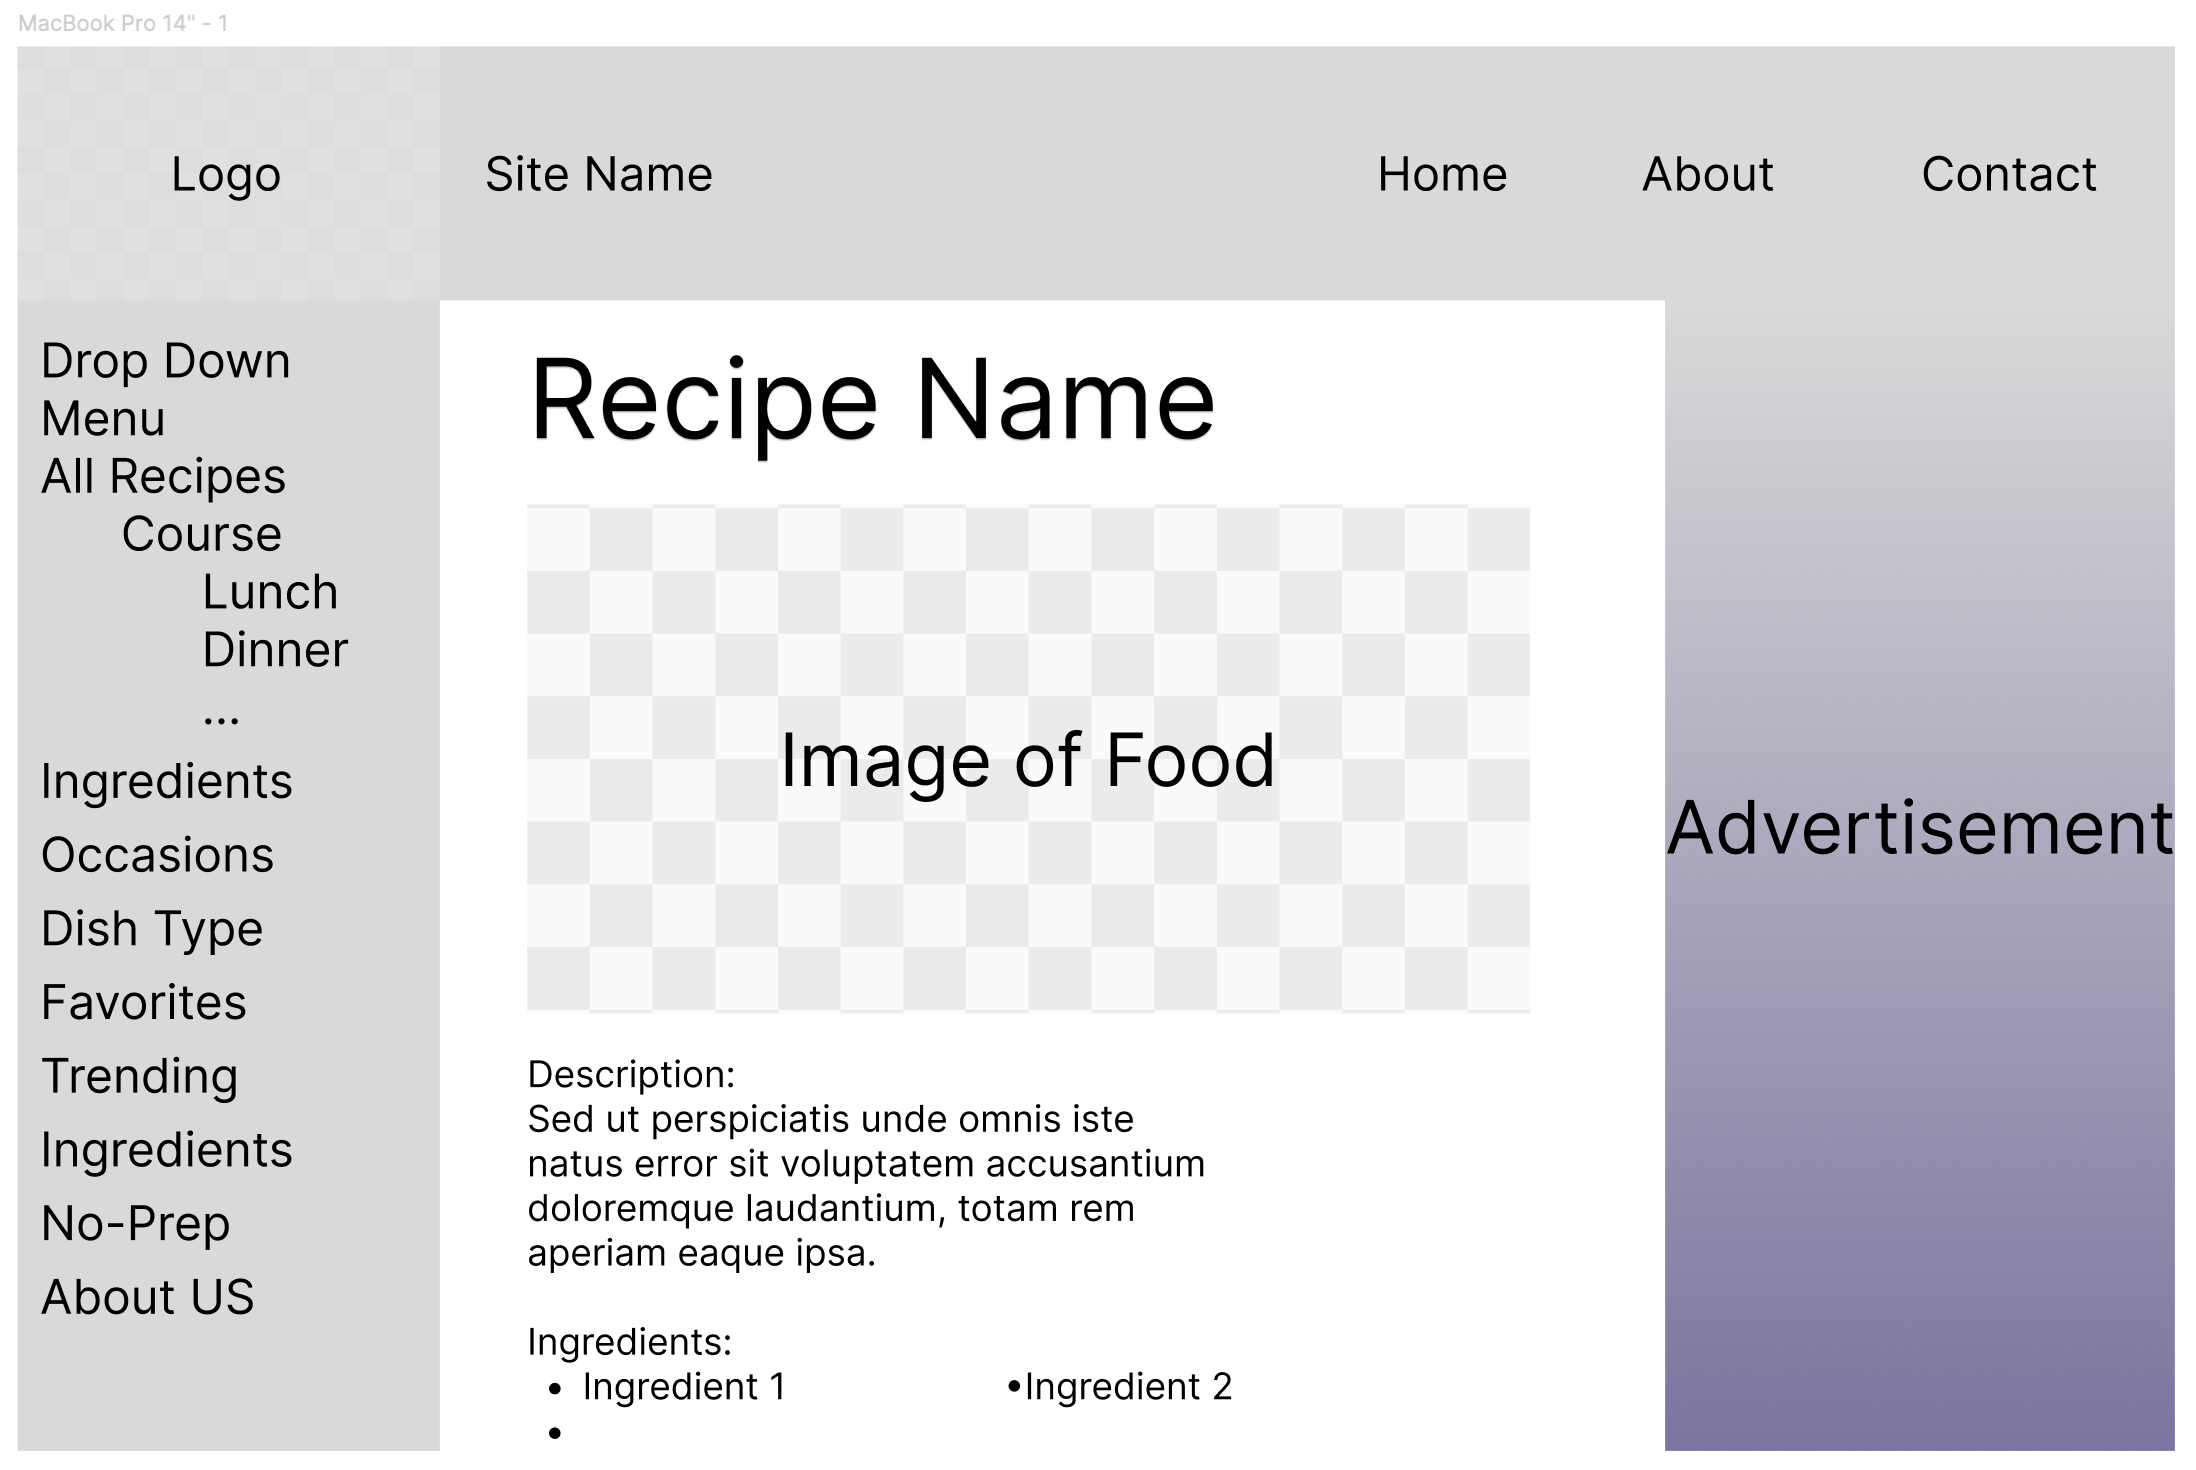 MacBook Pro 14" - 1
Logo
Site Name
Home
About
Contact
Drop Down
Menu
All Recipes
Course
Lunch
Dinner
...
Ingredients
Occasions
Dish Type
Favorites
Trending
Ingredients
No-Prep
About US
Recipe Name
Image of Food
Description:
Sed ut perspiciatis unde omnis iste
natus error sit voluptatem accusantium
doloremque laudantium, totam rem
aperiam eaque ipsa.
Ingredients:
• Ingredient 1 •Ingredient 2
•
Advertisement